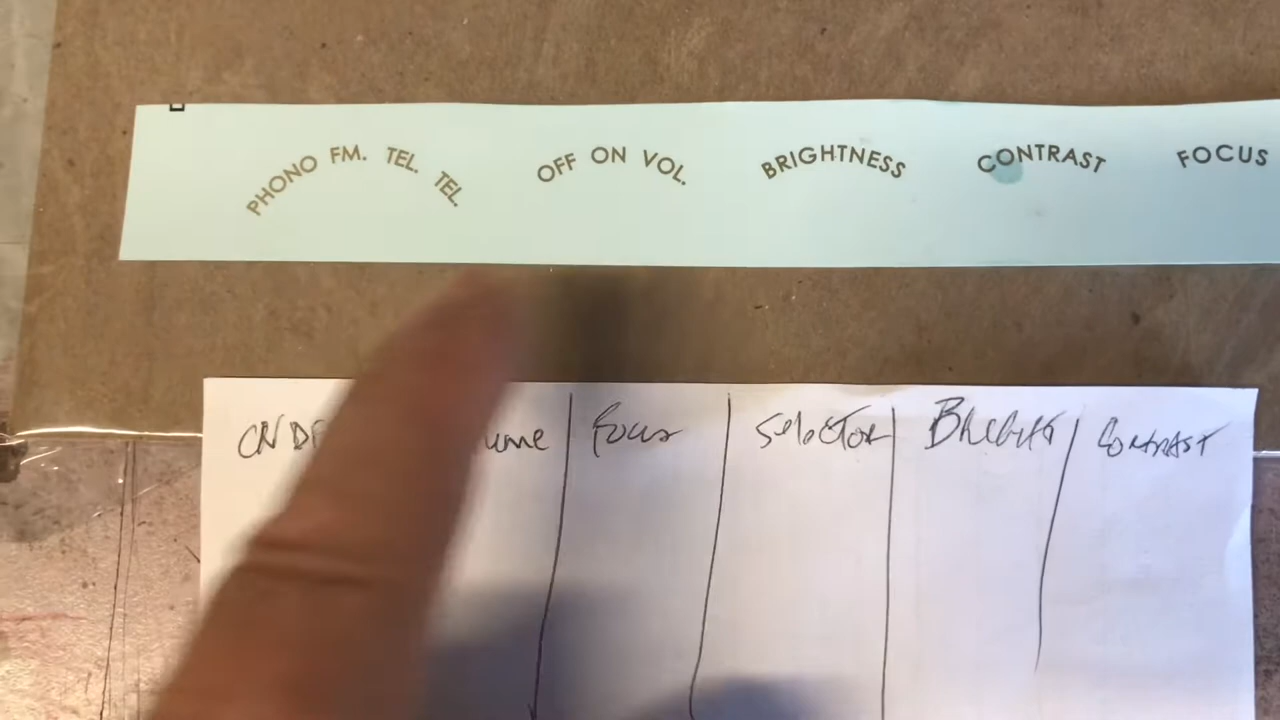 PHONO FM. TEL. TEL. OFF ON VOL. BRIGHTNESS CONTRAST FOCUS
Focus SelecTor CONTRAST